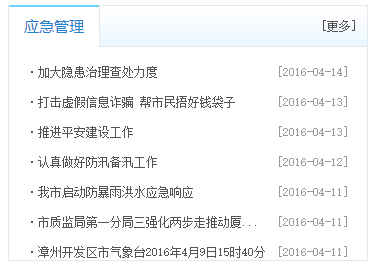 应急管理 [更多]
·加大隐患治理查处力度 [2016-04-14]
·打击虚假信息诈骗 帮市民捂好钱袋子 [2016-04-13]
·推进平安建设工作 [2016-04-13]
·认真做好防汛备汛工作 [2016-04-12]
·我市启动防暴雨洪水应急响应 [2016-04-11]
·市质监局第一分局三强化两步走推动厦... [2016-04-11]
·漳州开发区市气象台2016年4月9日15时40分 [2016-04-11]